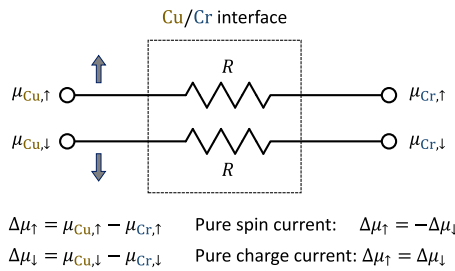 Cu/Cr interface
R
μCu,↑ μCr,↑
μCu,↓ μCr,↓
R
Δμ↑ = μCu,↑ − μCr,↑ Pure spin current: Δμ↑ = −Δμ↓
Δμ↓ = μCu,↓ − μCr,↓ Pure charge current: Δμ↑ = Δμ↓